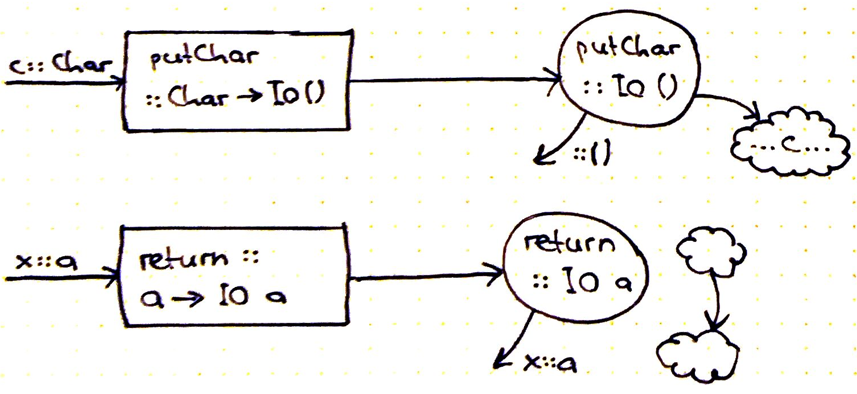 c::Char
putChar
::Char→IO()
putChar
::IO()
::()
...c...
x::a
return ::
a→ IO a
return
:: IO a
x::a